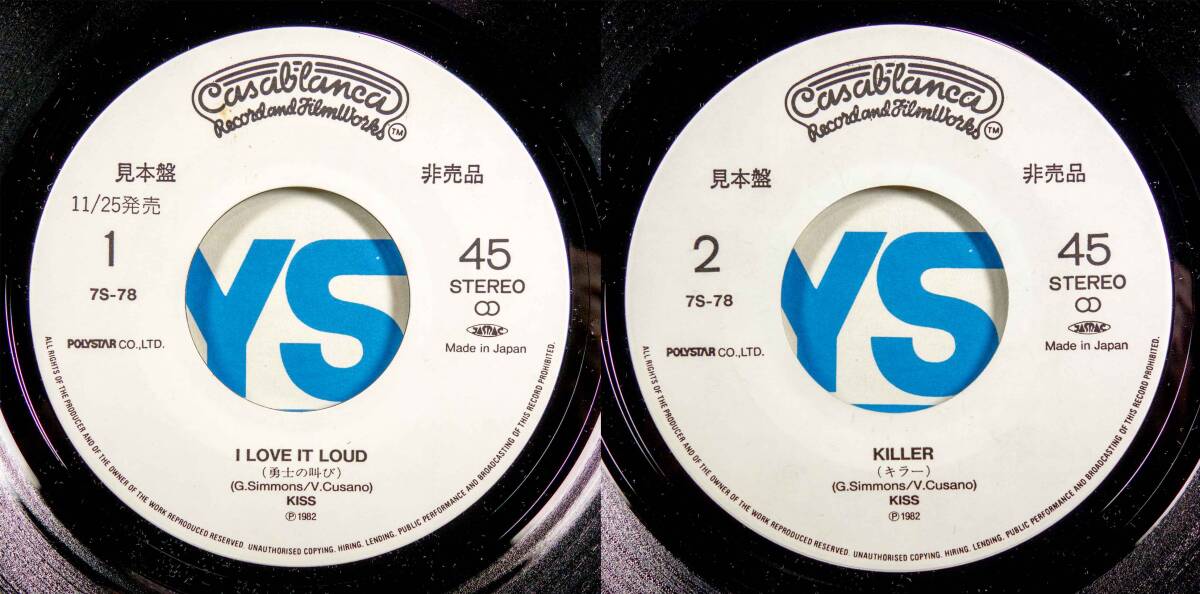 Casablanca
Record and FilmWorks TM
見本盤
非売品
11/25発売
1
45
STEREO
7S-78
JASRAC
POLYSTAR CO.,LTD.
Made in Japan
I LOVE IT LOUD
(勇士の叫び)
(G.Simmons/V.Cusano)
KISS
Ⓟ1982
ALL RIGHTS OF THE PRODUCER AND OF THE OWNER OF THE WORK REPRODUCED RESERVED. UNAUTHORISED COPYING. HIRING. LENDING. PUBLIC PERFORMANCE AND BROADCASTING OF THIS RECORD PROHIBITED.
YS
Casablanca
Record and FilmWorks TM
見本盤
非売品
2
45
STEREO
7S-78
JASRAC
POLYSTAR CO.,LTD.
Made in Japan
KILLER
(キラー)
(G.Simmons/V.Cusano)
KISS
Ⓟ1982
ALL RIGHTS OF THE PRODUCER AND OF THE OWNER OF THE WORK REPRODUCED RESERVED. UNAUTHORISED COPYING. HIRING. LENDING. PUBLIC PERFORMANCE AND BROADCASTING OF THIS RECORD PROHIBITED.
YS